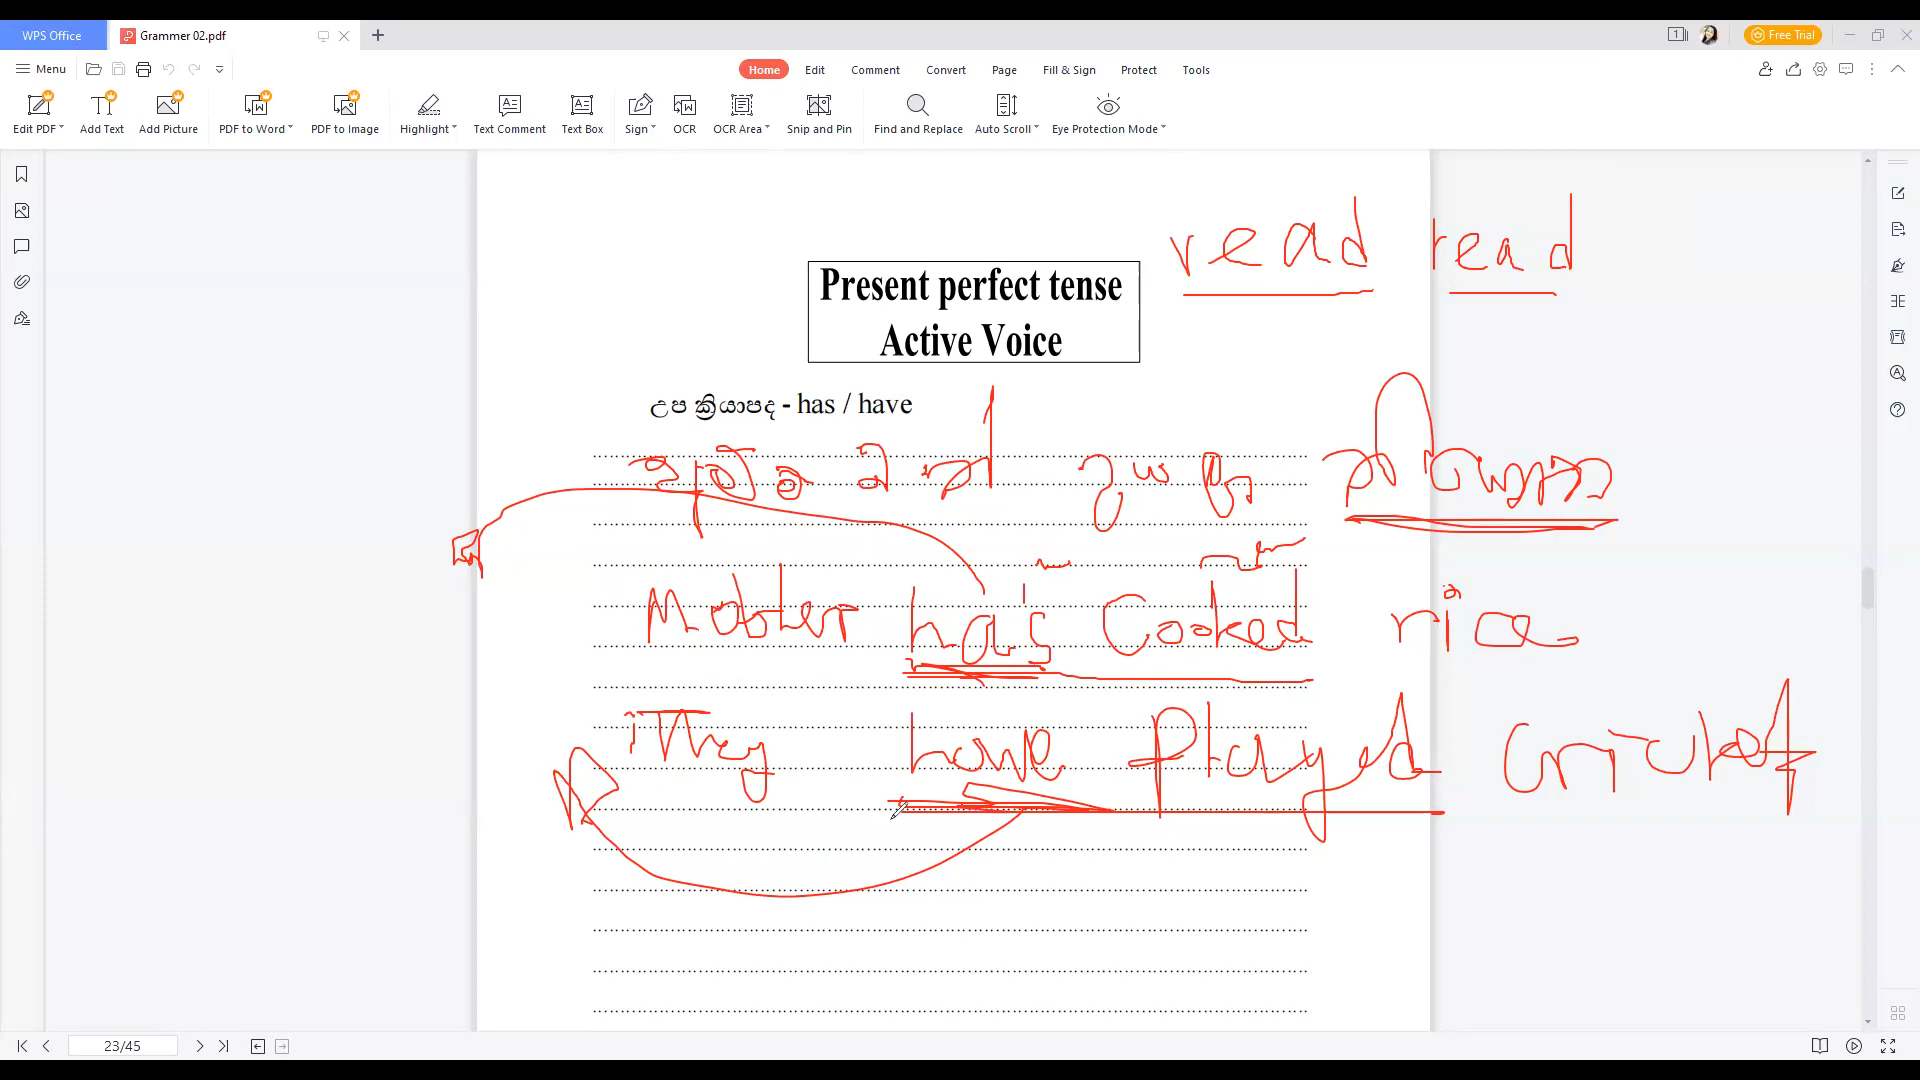 WPS Office
Grammer 02.pdf
1
Free Trial
Menu
Home Edit Comment Convert Page Fill & Sign Protect Tools
Edit PDF Add Text Add Picture PDF to Word PDF to Image Highlight Text Comment Text Box Sign OCR OCR Area Snip and Pin Find and Replace Auto Scroll Eye Protection Mode
read read
Present perfect tense
Active Voice
උප ක්‍රියාපද - has / have
Mother has Cooked rice
They have Played Cricket
23/45